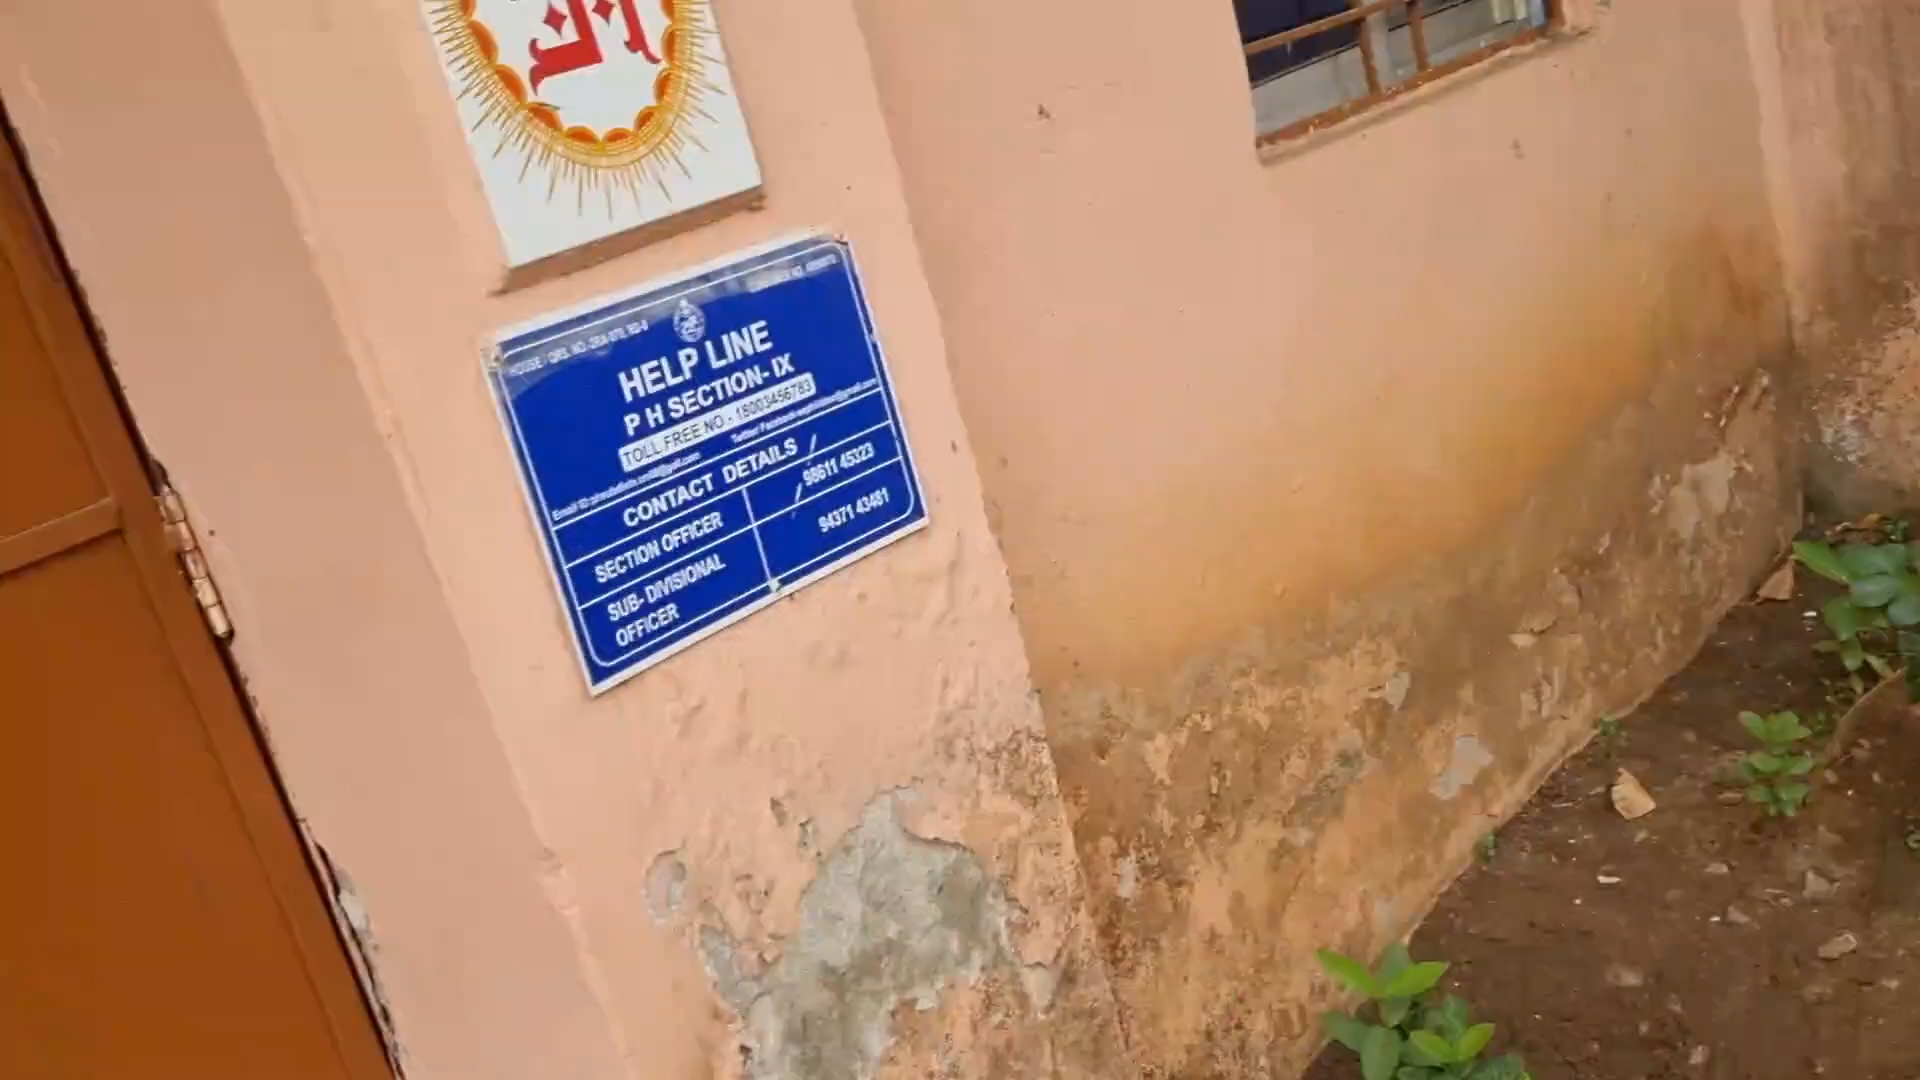 HELP LINE
P H SECTION-IX
TOLL FREE NO - 18003456783
CONTACT DETAILS
SECTION OFFICER 98611 45323
SUB-DIVISIONAL OFFICER 94371 43481